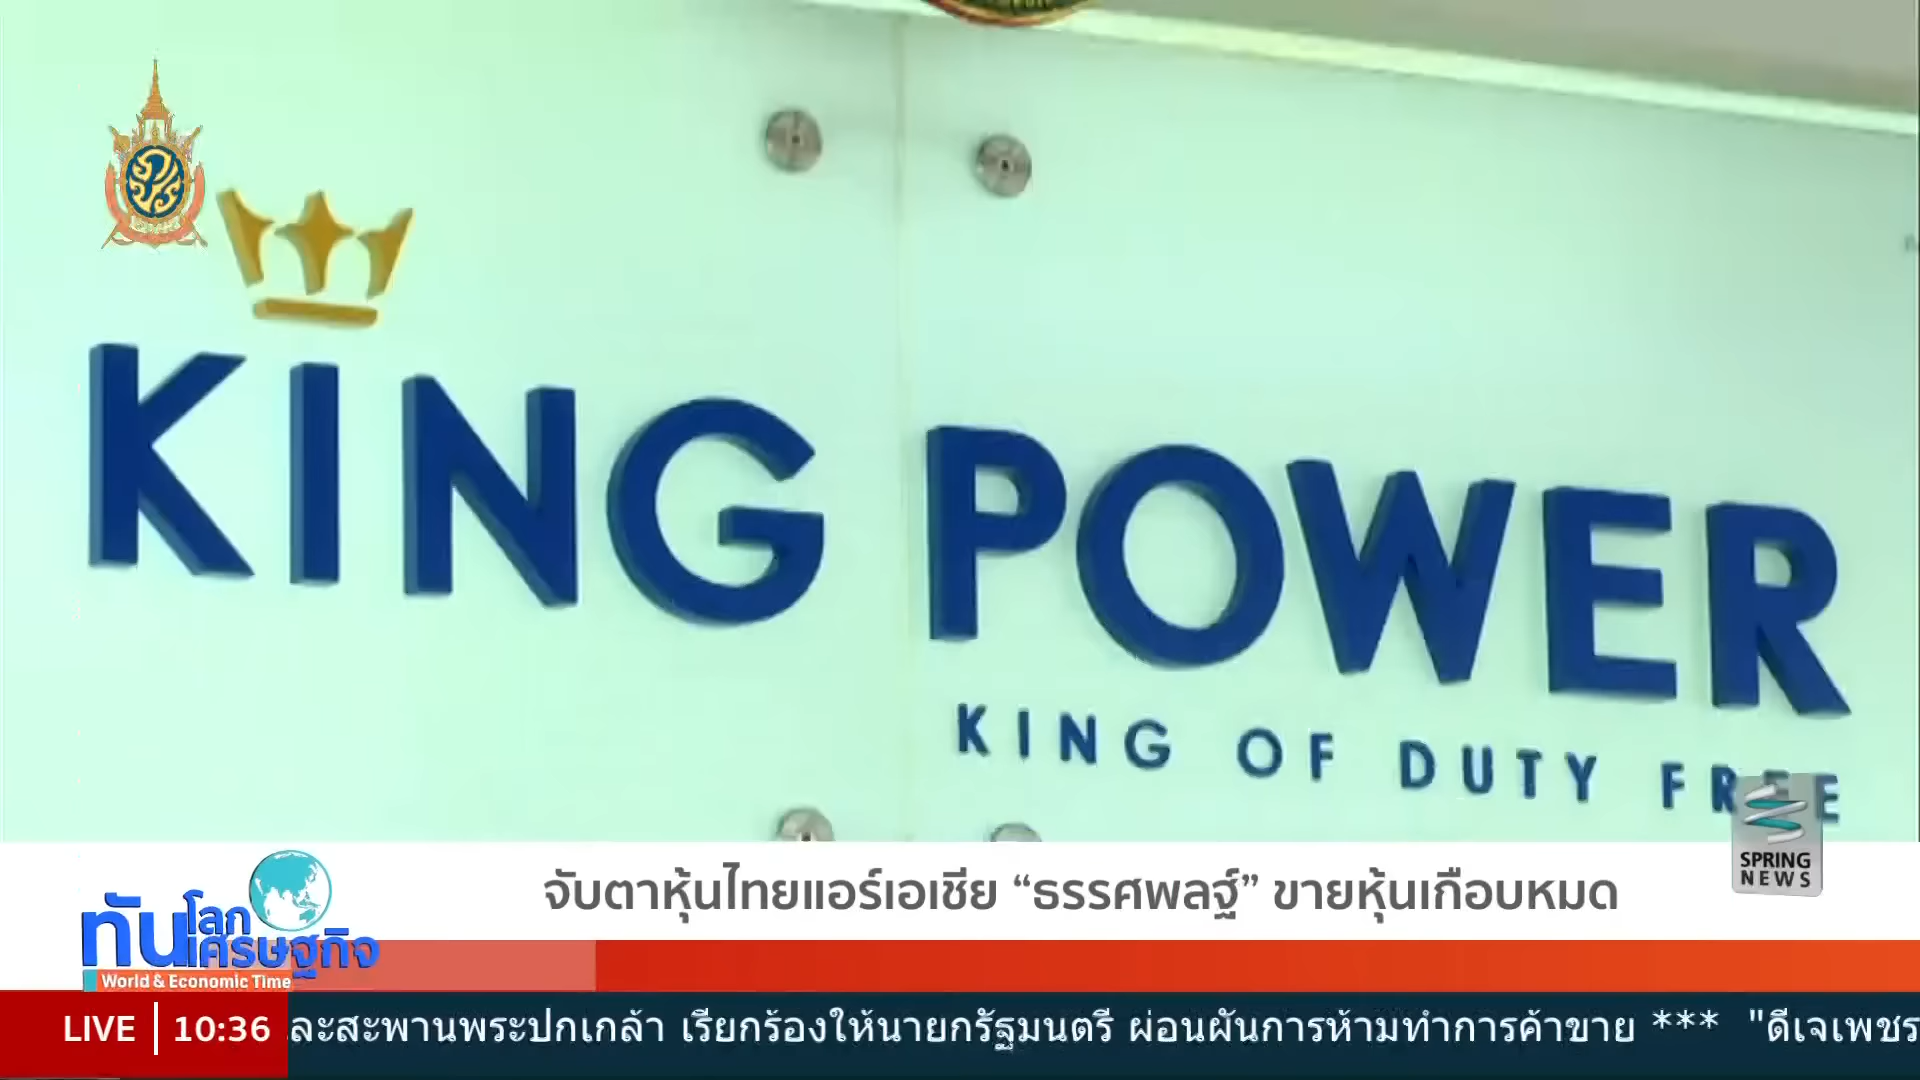 KING POWER
KING OF DUTY FREE
SPRING
NEWS
จับตาหุ้นไทยแอร์เอเชีย “ธรรศพลฐ์” ขายหุ้นเกือบหมด
ทันโลก
เศรษฐกิจ
World & Economic Time
LIVE 10:36 ละสะพานพระปกเกล้า เรียกร้องให้นายกรัฐมนตรี ผ่อนผันการห้ามทำการค้าขาย *** "ดีเจเพชร